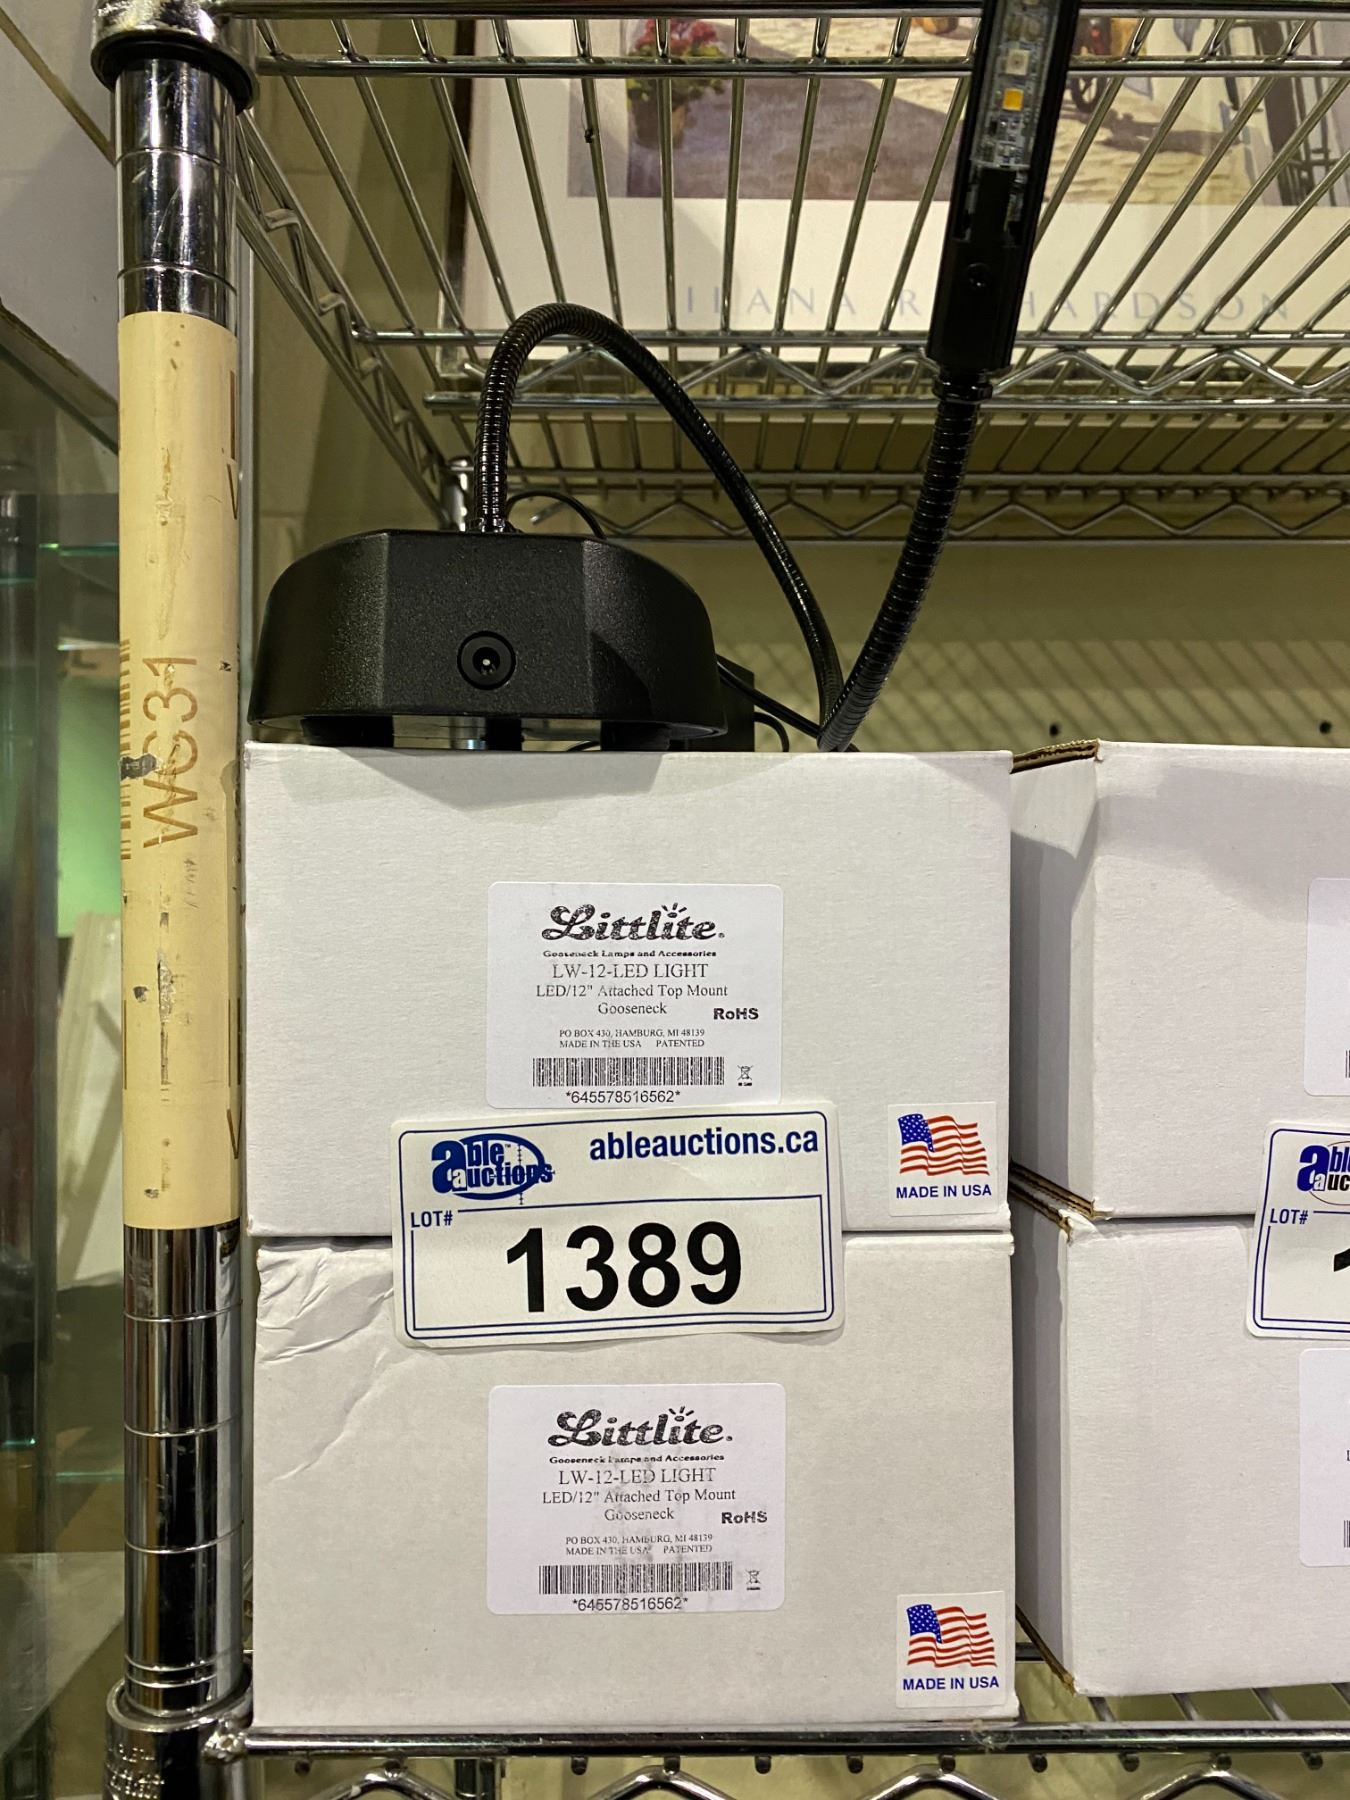 ILANA RICHARDSON
WC31
Littlite.
Gooseneck Lamps and Accessories
LW-12-LED LIGHT
LED/12" Attached Top Mount
Gooseneck
RoHS
PO BOX 430, HAMBURG, MI 48139
MADE IN THE USA PATENTED
*645578516562*
able auctions
ableauctions.ca
MADE IN USA
LOT#
1389
LOT#
Littlite.
Gooseneck Lamps and Accessories
LW-12-LED LIGHT
LED/12" Attached Top Mount
Gooseneck
RoHS
PO BOX 430, HAMBURG, MI 48139
MADE IN THE USA PATENTED
*645578516562*
MADE IN USA